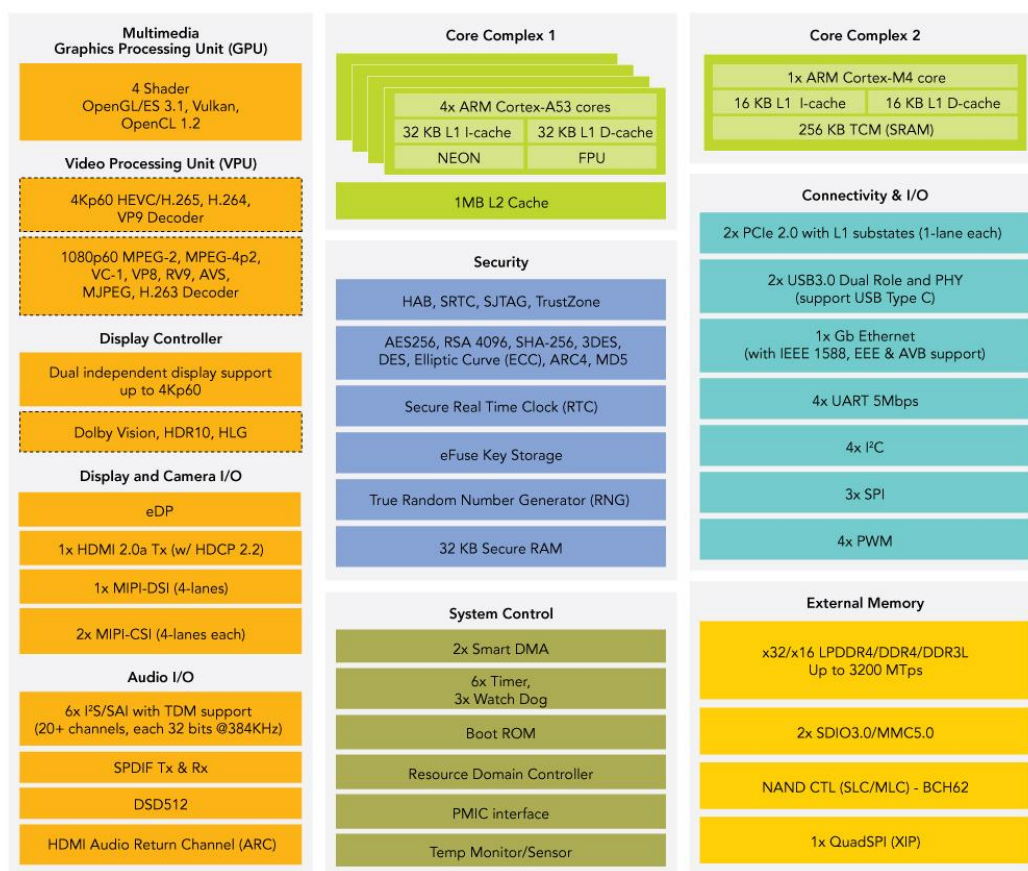 Multimedia
Graphics Processing Unit (GPU)
4 Shader
OpenGL/ES 3.1, Vulkan,
OpenCL 1.2
Video Processing Unit (VPU)
4Kp60 HEVC/H.265, H.264,
VP9 Decoder
1080p60 MPEG-2, MPEG-4p2,
VC-1, VP8, RV9, AVS,
MJPEG, H.263 Decoder
Display Controller
Dual independent display support
up to 4Kp60
Dolby Vision, HDR10, HLG
Display and Camera I/O
eDP
1x HDMI 2.0a Tx (w/ HDCP 2.2)
1x MIPI-DSI (4-lanes)
2x MIPI-CSI (4-lanes each)
Audio I/O
6x I²S/SAI with TDM support
(20+ channels, each 32 bits @384KHz)
SPDIF Tx & Rx
DSD512
HDMI Audio Return Channel (ARC)
Core Complex 1
4x ARM Cortex-A53 cores
32 KB L1 I-cache
32 KB L1 D-cache
NEON
FPU
1MB L2 Cache
Security
HAB, SRTC, SJTAG, TrustZone
AES256, RSA 4096, SHA-256, 3DES,
DES, Elliptic Curve (ECC), ARC4, MD5
Secure Real Time Clock (RTC)
eFuse Key Storage
True Random Number Generator (RNG)
32 KB Secure RAM
System Control
2x Smart DMA
6x Timer,
3x Watch Dog
Boot ROM
Resource Domain Controller
PMIC interface
Temp Monitor/Sensor
Core Complex 2
1x ARM Cortex-M4 core
16 KB L1 I-cache
16 KB L1 D-cache
256 KB TCM (SRAM)
Connectivity & I/O
2x PCIe 2.0 with L1 substates (1-lane each)
2x USB3.0 Dual Role and PHY
(support USB Type C)
1x Gb Ethernet
(with IEEE 1588, EEE & AVB support)
4x UART 5Mbps
4x I²C
3x SPI
4x PWM
External Memory
x32/x16 LPDDR4/DDR4/DDR3L
Up to 3200 MTps
2x SDIO3.0/MMC5.0
NAND CTL (SLC/MLC) - BCH62
1x QuadSPI (XIP)